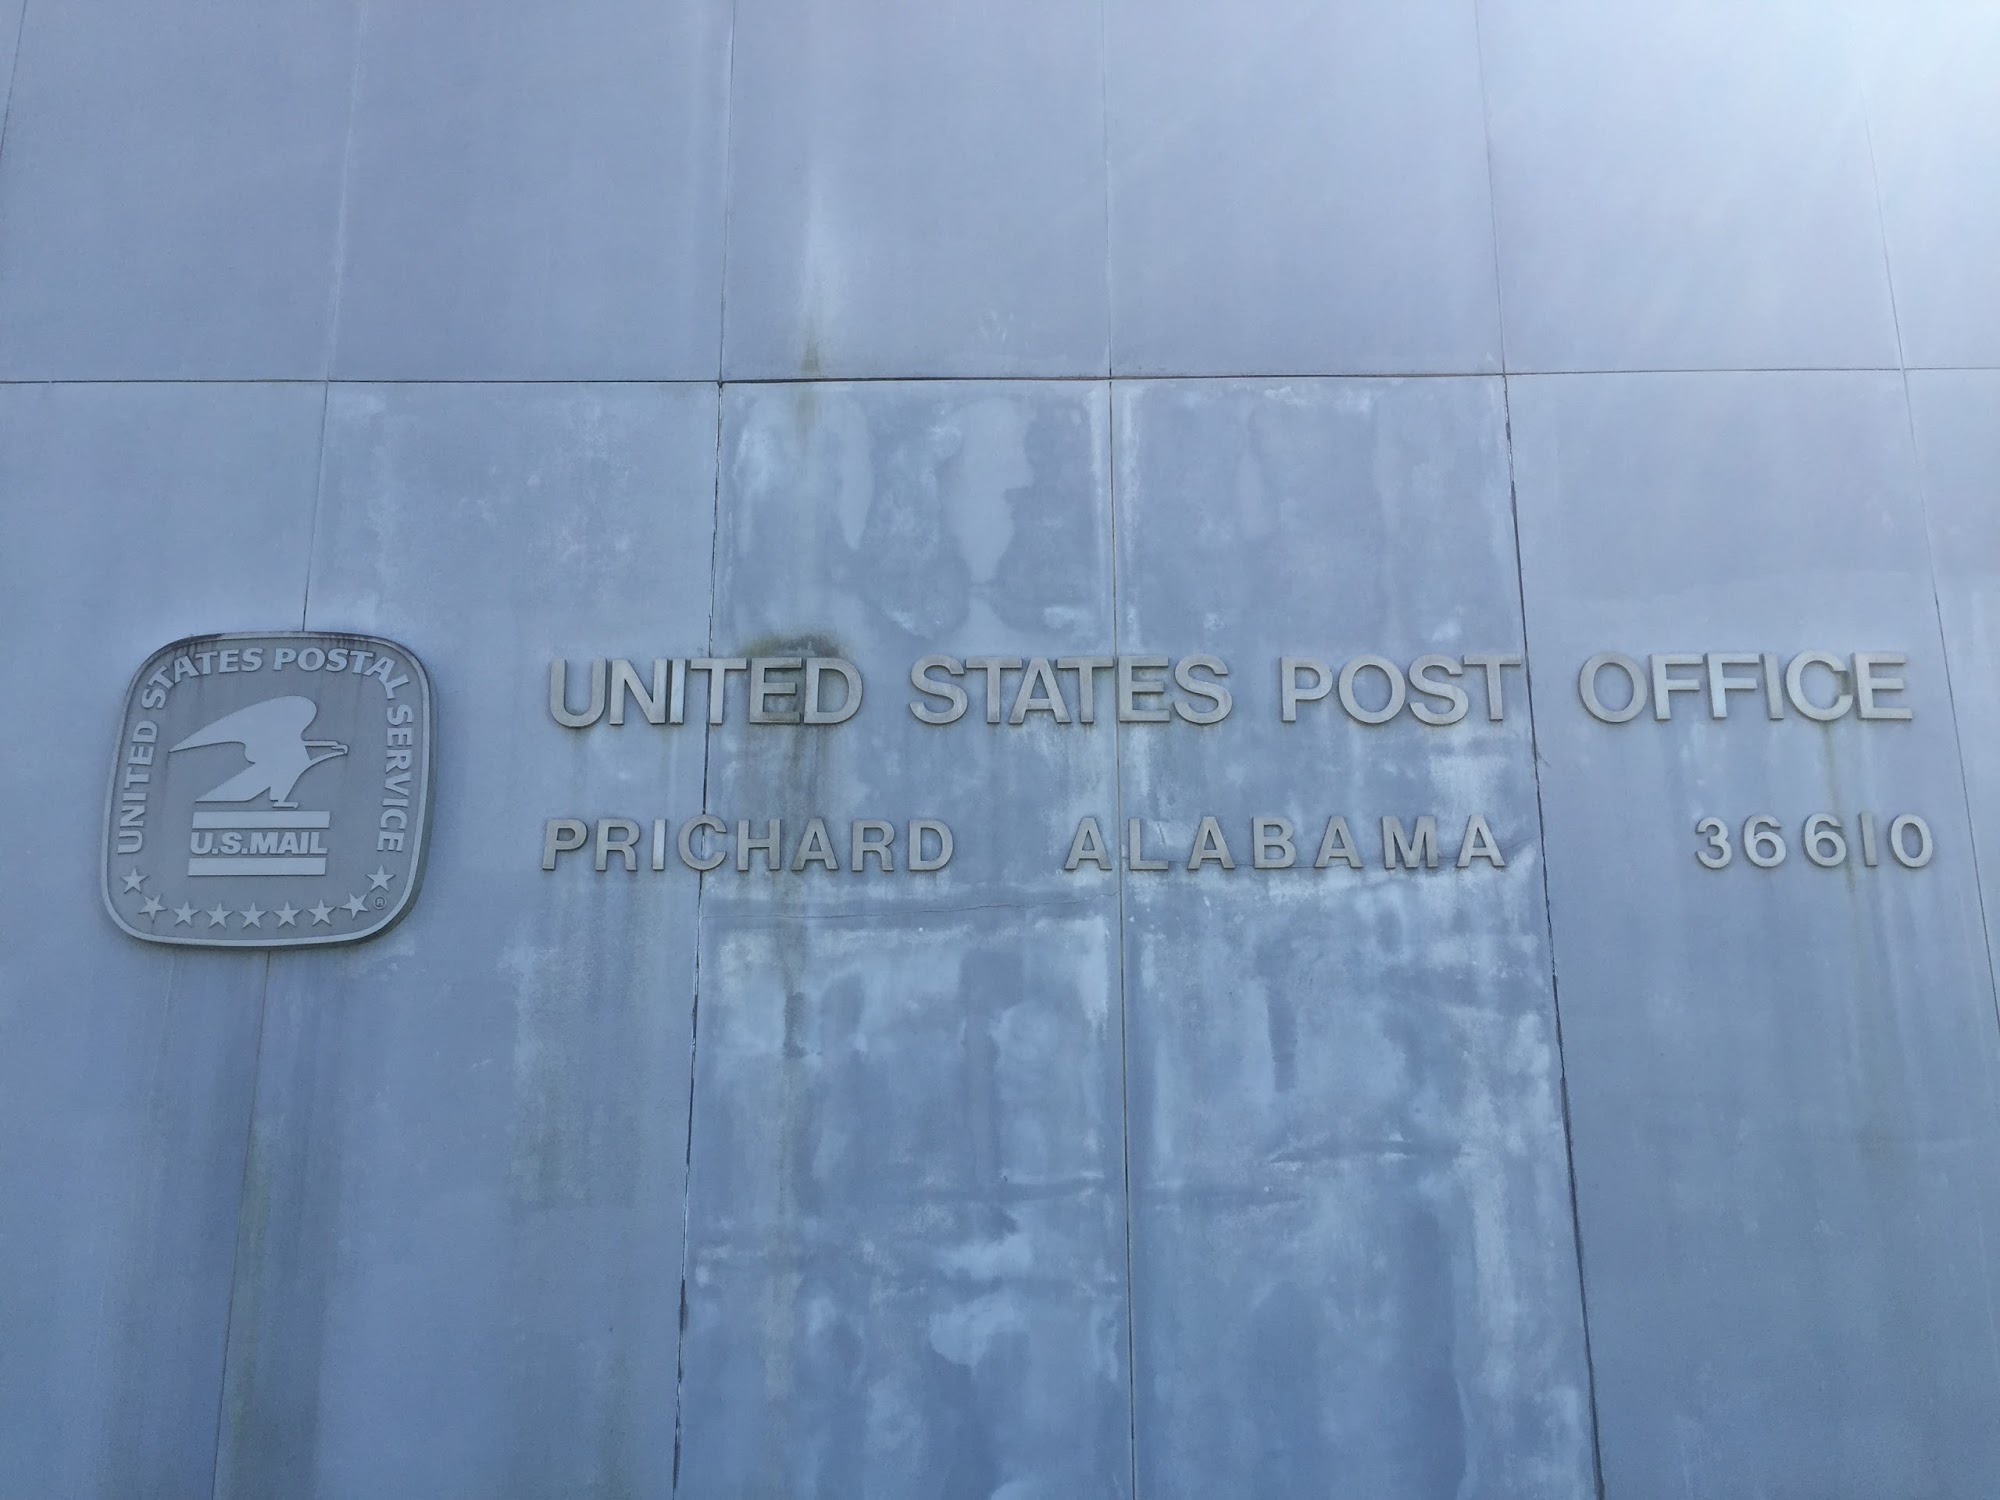 UNITED STATES POSTAL SERVICE
U.S.MAIL
®
UNITED STATES POST OFFICE
PRICHARD ALABAMA 36610